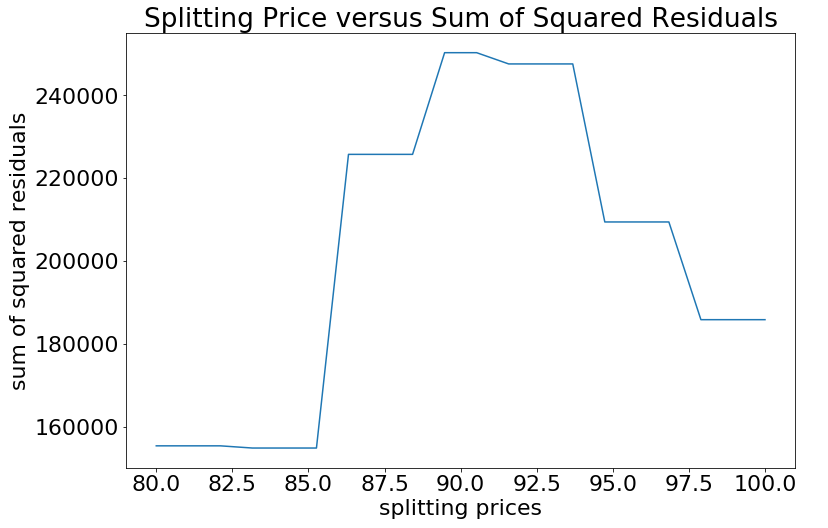 Splitting Price versus Sum of Squared Residuals
sum of squared residuals
240000
220000
200000
180000
160000
80.0 82.5 85.0 87.5 90.0 92.5 95.0 97.5 100.0
splitting prices